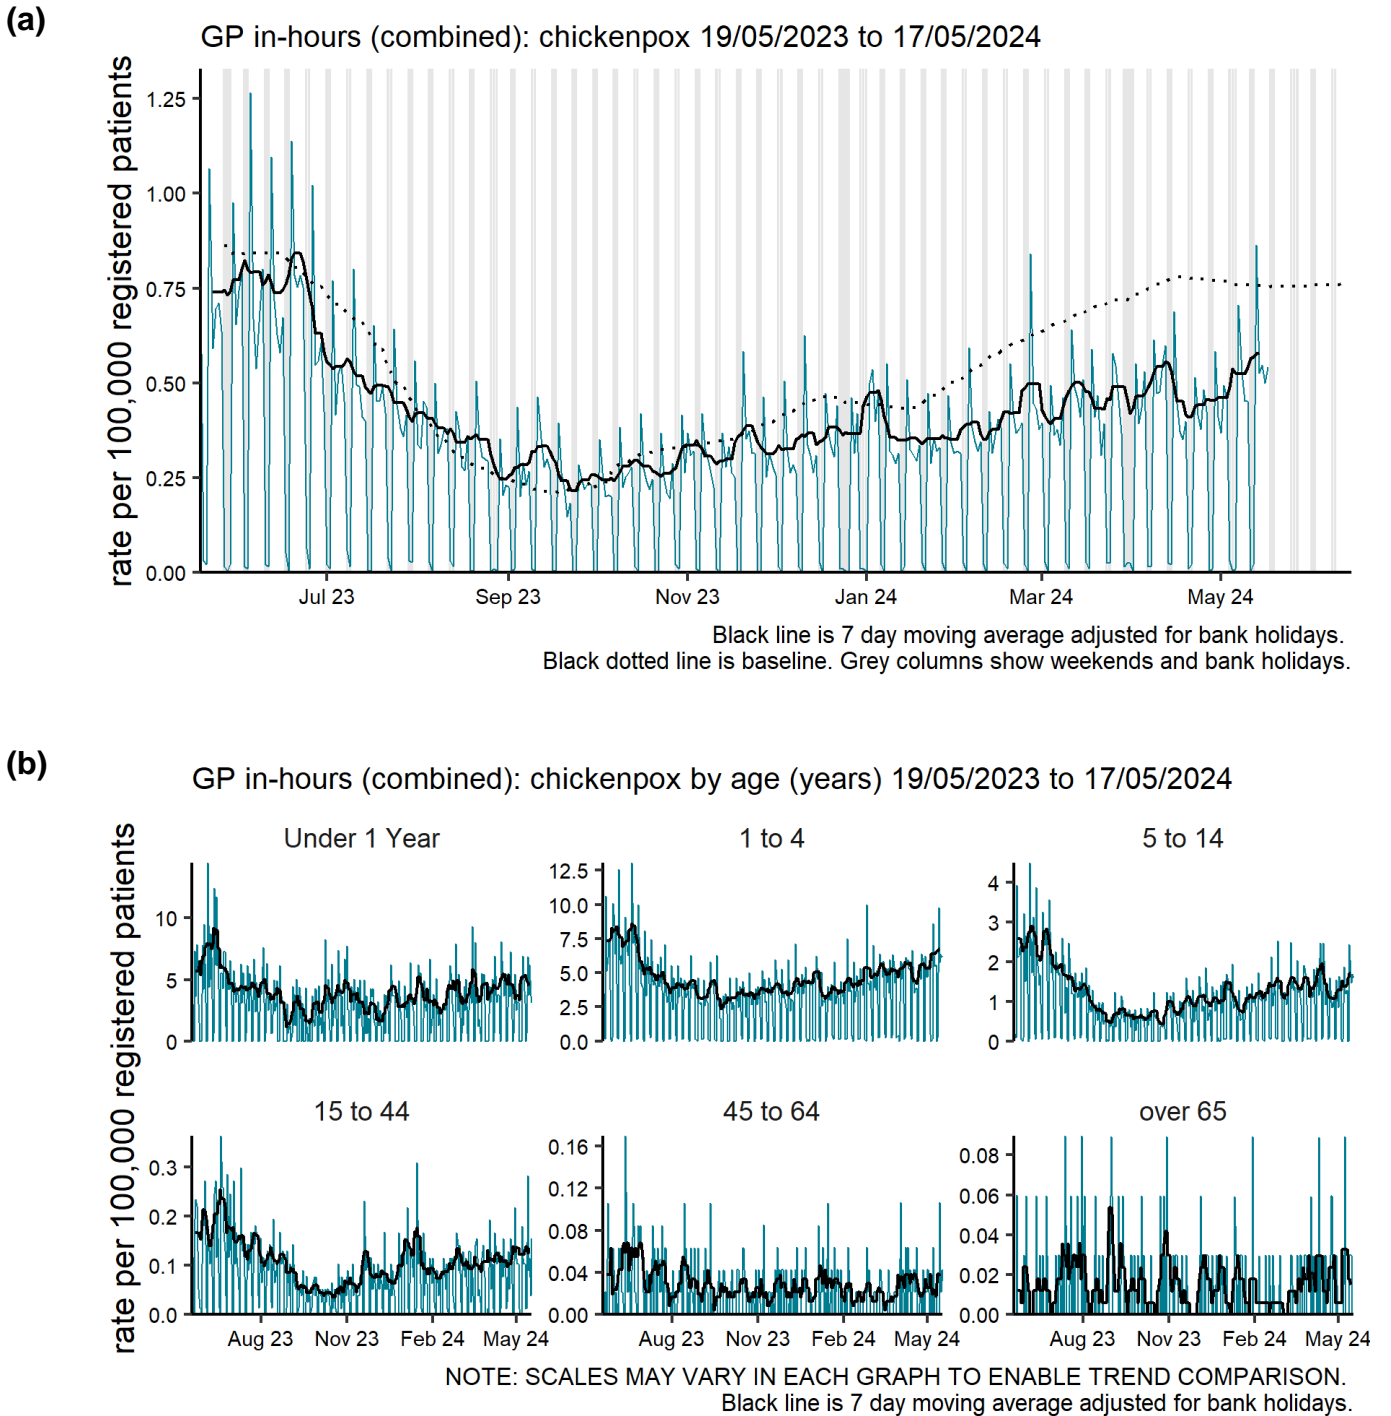 (a)
GP in-hours (combined): chickenpox 19/05/2023 to 17/05/2024
rate per 100,000 registered patients
1.25
1.00
0.75
0.50
0.25
0.00
Jul 23 Sep 23 Nov 23 Jan 24 Mar 24 May 24
Black line is 7 day moving average adjusted for bank holidays.
Black dotted line is baseline. Grey columns show weekends and bank holidays.
(b)
GP in-hours (combined): chickenpox by age (years) 19/05/2023 to 17/05/2024
rate per 100,000 registered patients
Under 1 Year
10
5
0
1 to 4
12.5
10.0
7.5
5.0
2.5
0.0
5 to 14
4
3
2
1
0
15 to 44
0.3
0.2
0.1
0.0
Aug 23 Nov 23 Feb 24 May 24
45 to 64
0.16
0.12
0.08
0.04
0.00
Aug 23 Nov 23 Feb 24 May 24
over 65
0.08
0.06
0.04
0.02
0.00
Aug 23 Nov 23 Feb 24 May 24
NOTE: SCALES MAY VARY IN EACH GRAPH TO ENABLE TREND COMPARISON.
Black line is 7 day moving average adjusted for bank holidays.